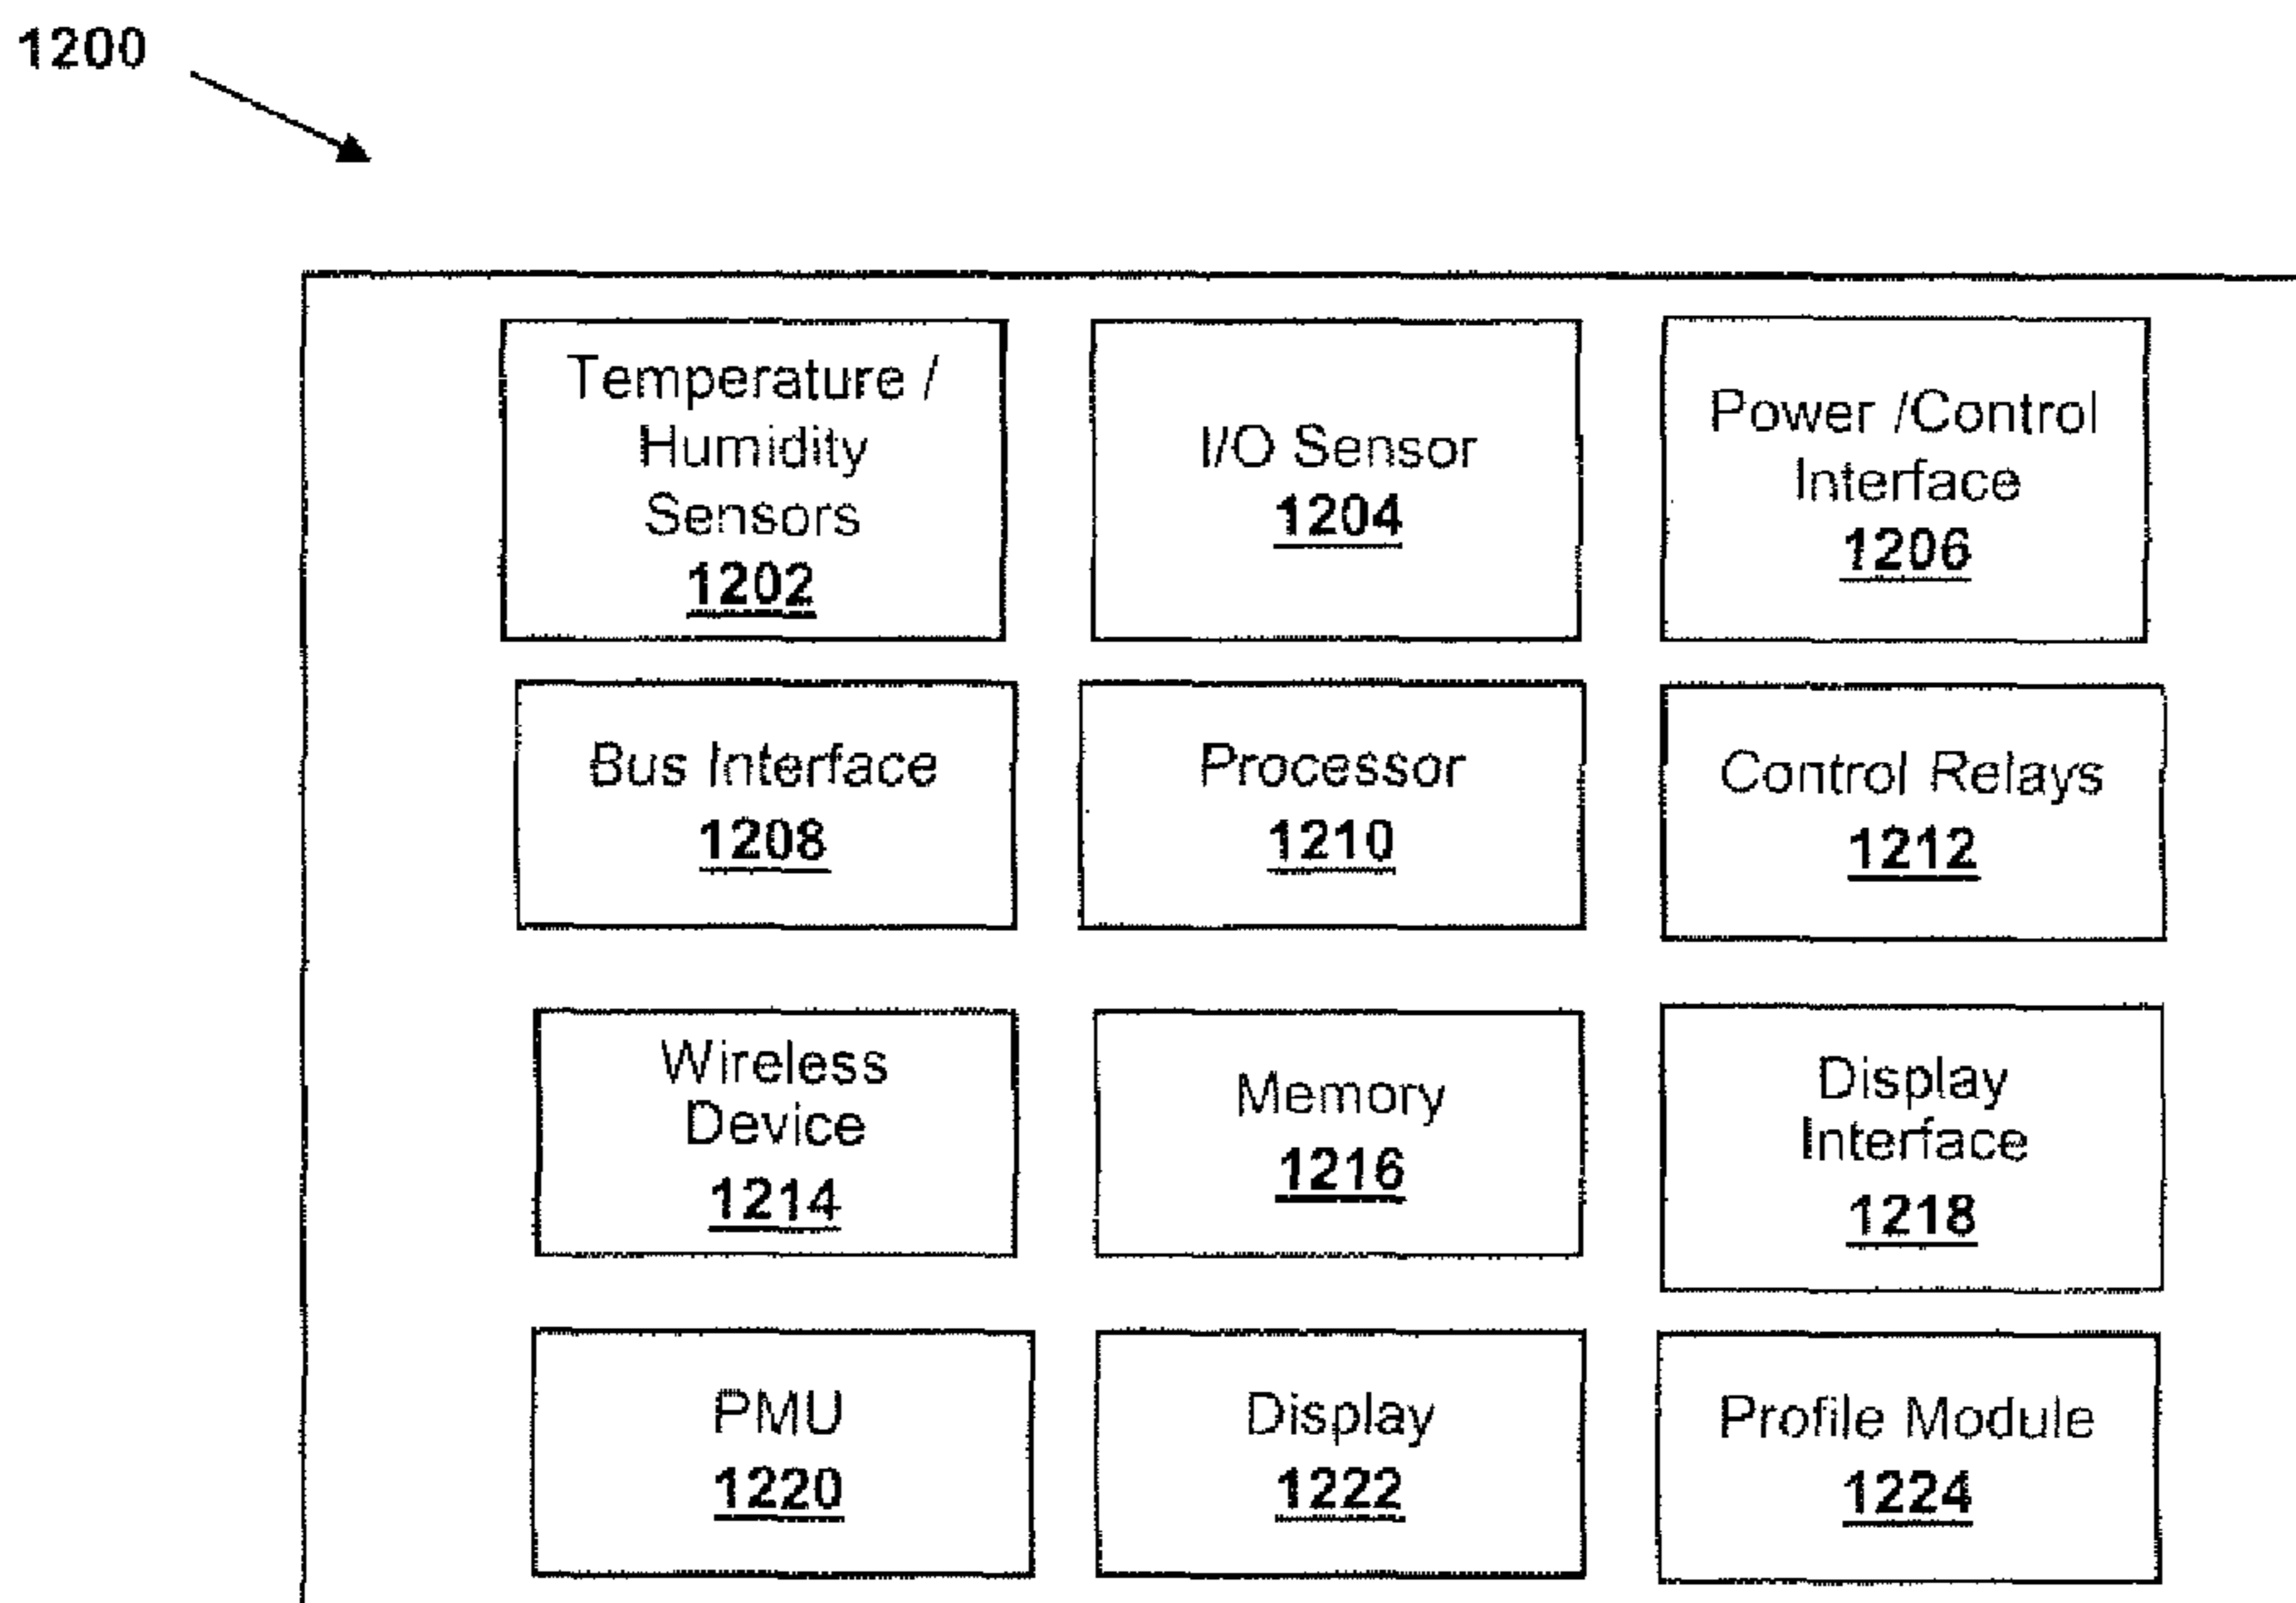 1200
Temperature /
Humidity
Sensors
1202
I/O Sensor
1204
Power /Control
Interface
1206
Bus Interface
1208
Processor
1210
Control Relays
1212
Wireless
Device
1214
Memory
1216
Display
Interface
1218
PMU
1220
Display
1222
Profile Module
1224